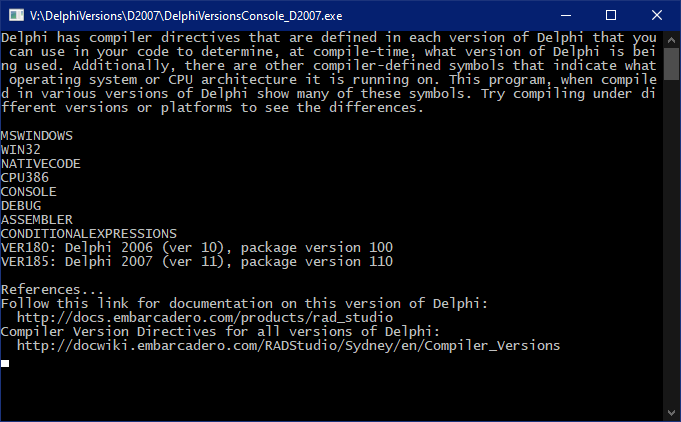 V:\DelphiVersions\D2007\DelphiVersionsConsole_D2007.exe
Delphi has compiler directives that are defined in each version of Delphi that you
 can use in your code to determine, at compile-time, what version of Delphi is bei
ng used. Additionally, there are other compiler-defined symbols that indicate what
 operating system or CPU architecture it is running on. This program, when compile
d in various versions of Delphi show many of these symbols. Try compiling under di
fferent versions or platforms to see the differences.

MSWINDOWS
WIN32
NATIVECODE
CPU386
CONSOLE
DEBUG
ASSEMBLER
CONDITIONALEXPRESSIONS
VER180: Delphi 2006 (ver 10), package version 100
VER185: Delphi 2007 (ver 11), package version 110

References...
Follow this link for documentation on this version of Delphi:
  http://docs.embarcadero.com/products/rad_studio
Compiler Version Directives for all versions of Delphi:
  http://docwiki.embarcadero.com/RADStudio/Sydney/en/Compiler_Versions